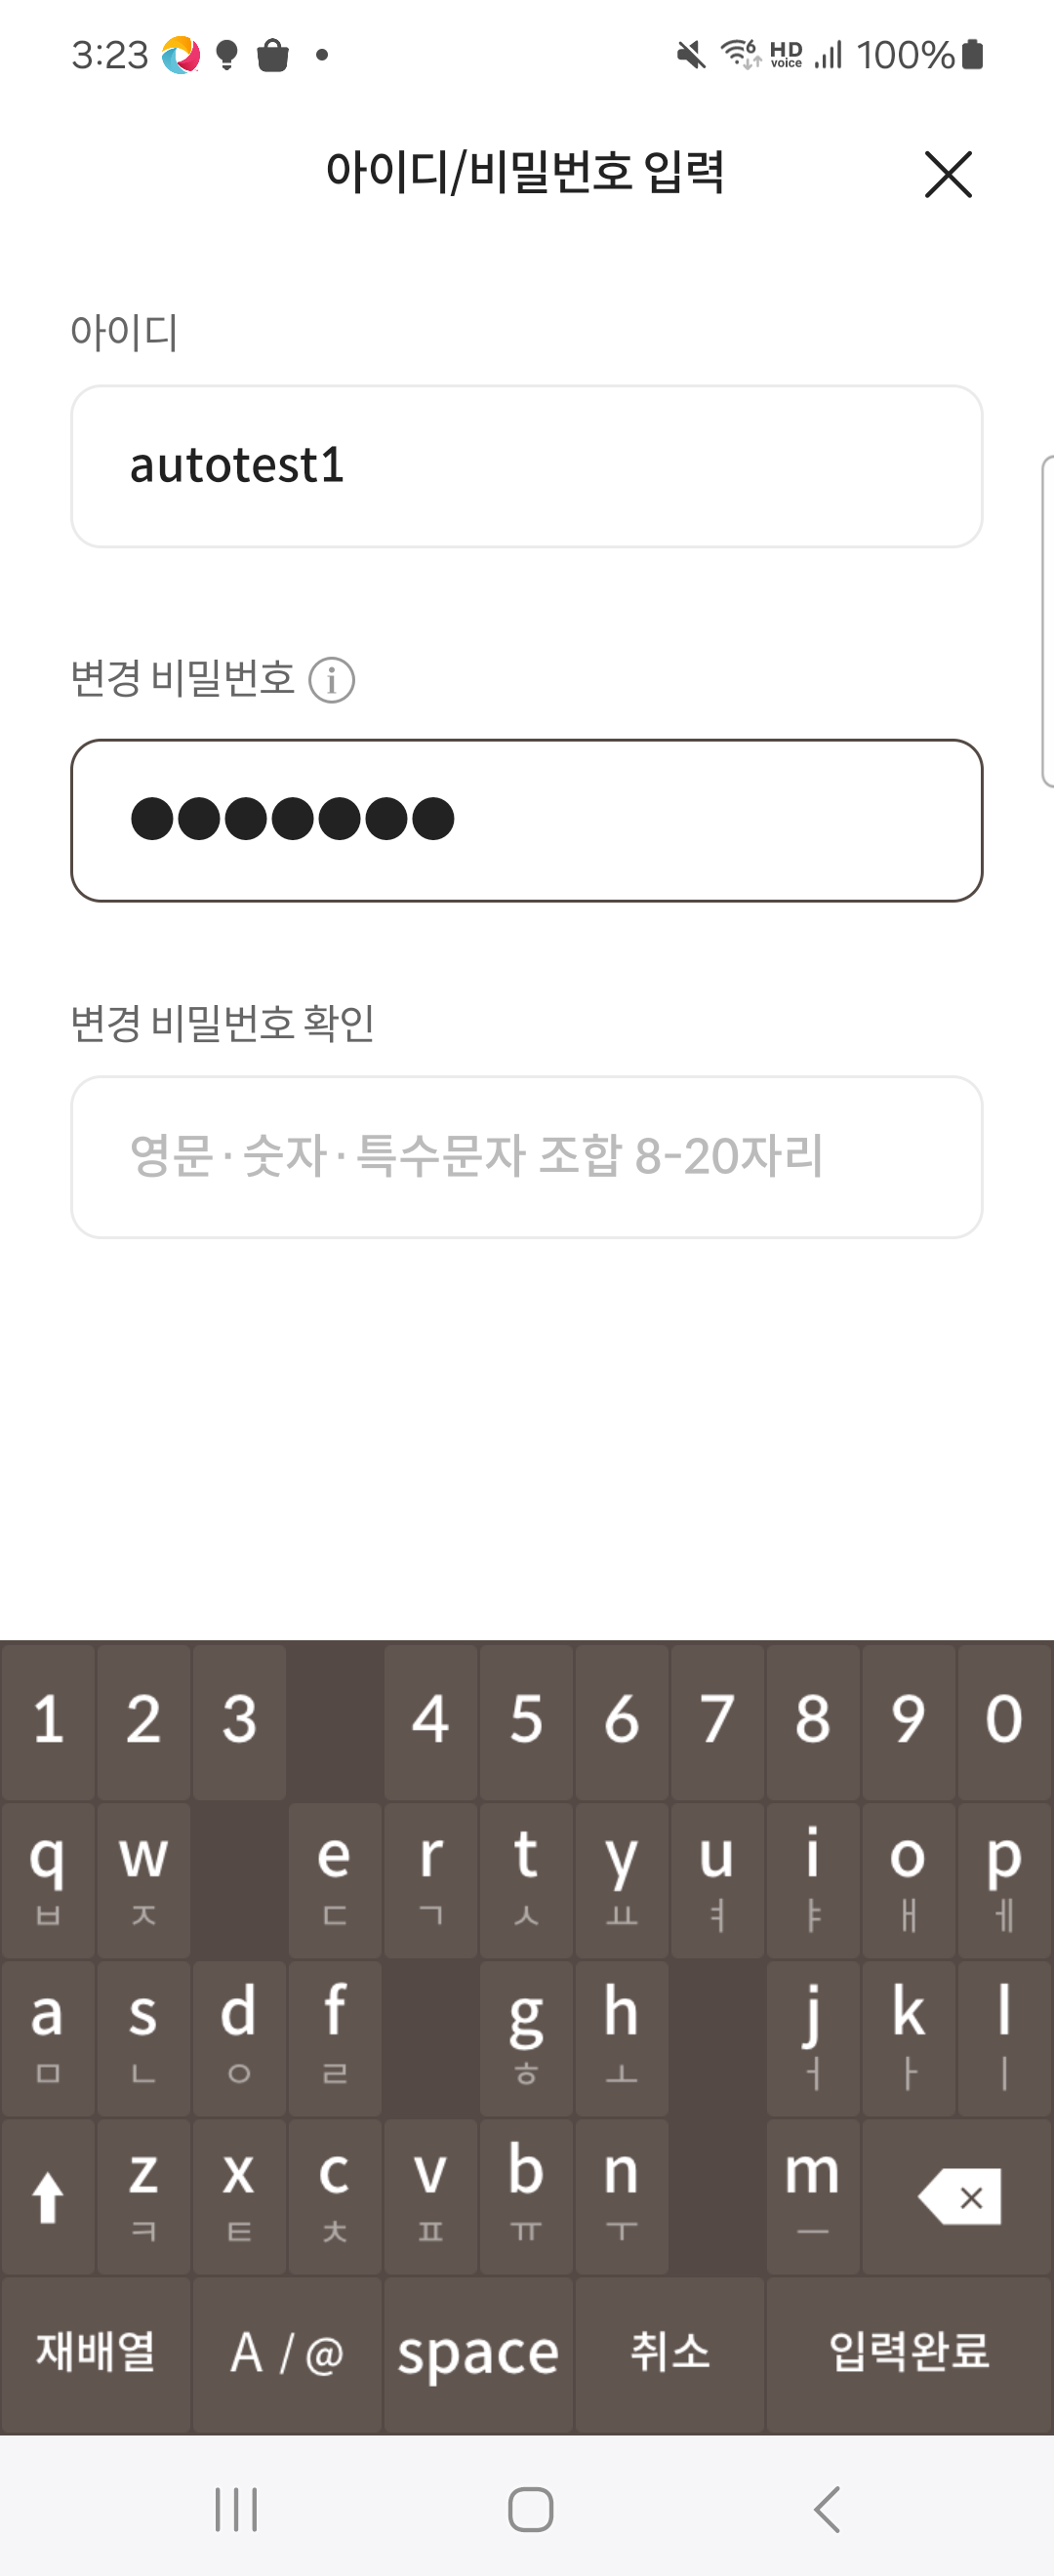 3:23 6 HD voice 100%
아이디/비밀번호 입력
아이디
autotest1
변경 비밀번호 i
●●●●●●●
변경 비밀번호 확인
영문·숫자·특수문자 조합 8-20자리
1 2 3 4 5 6 7 8 9 0
q w e r t y u i o p
ㅂ ㅈ ㄷ ㄱ ㅅ ㅛ ㅕ ㅑ ㅐ ㅔ
a s d f g h j k l
ㅁ ㄴ ㅇ ㄹ ㅎ ㅗ ㅓ ㅏ ㅣ
z x c v b n m
ㅋ ㅌ ㅊ ㅍ ㅠ ㅜ ㅡ
재배열 A / @ space 취소 입력완료